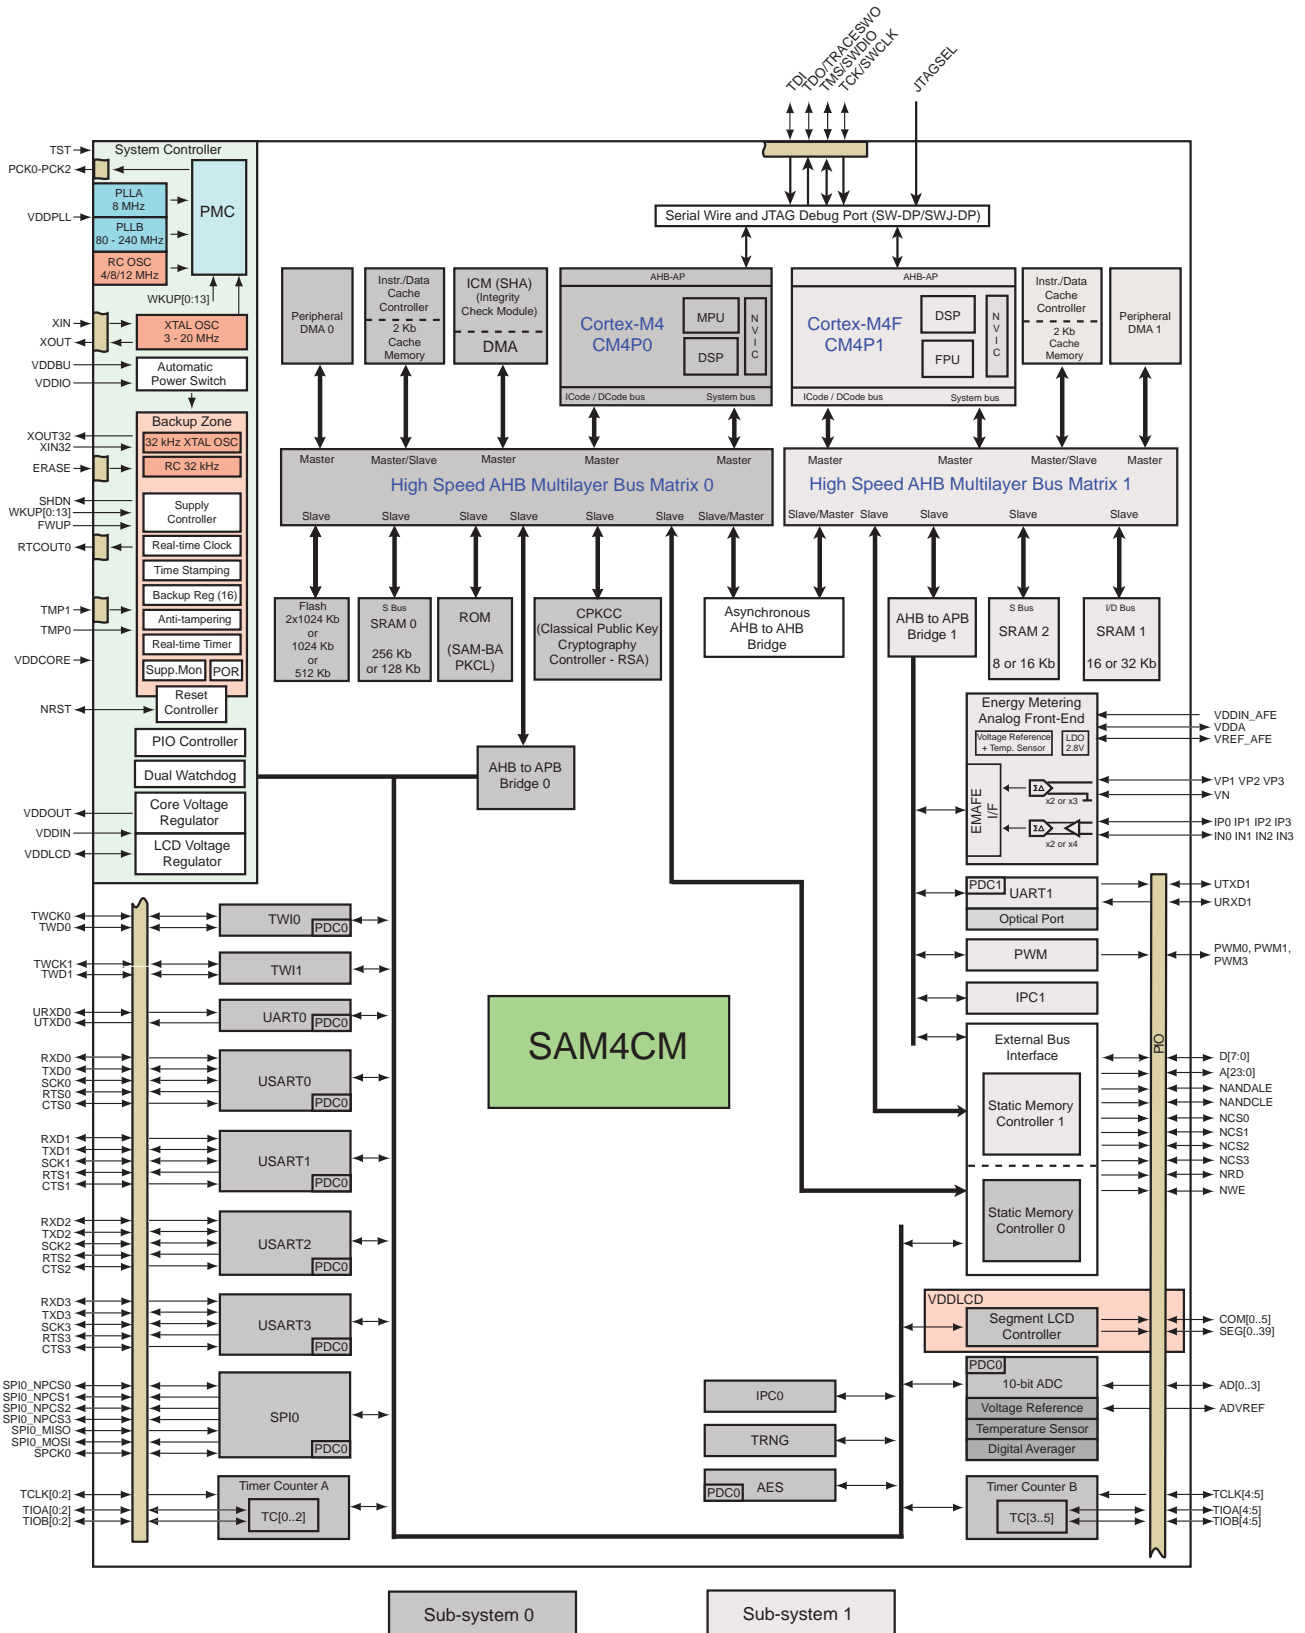 TDI
TDO/TRACESWO
TMS/SWDIO
TCK/SWCLK
JTAGSEL
TST
System Controller
PCK0-PCK2
PLLA
8 MHz
PMC
VDDPLL
PLLB
80 - 240 MHz
RC OSC
4/8/12 MHz
WKUP[0:13]
XIN
XOUT
XTAL OSC
3 - 20 MHz
VDDBU
VDDIO
Automatic
Power Switch
Backup Zone
XOUT32
XIN32
32 kHz XTAL OSC
ERASE
RC 32 kHz
SHDN
WKUP[0:13]
FWUP
Supply
Controller
RTCOUT0
Real-time Clock
Time Stamping
Backup Reg (16)
TMP1
Anti-tampering
TMP0
Real-time Timer
VDDCORE
Supp.Mon
POR
NRST
Reset
Controller
PIO Controller
Dual Watchdog
VDDOUT
Core Voltage
Regulator
VDDIN
VDDLCD
LCD Voltage
Regulator
Serial Wire and JTAG Debug Port (SW-DP/SWJ-DP)
Peripheral
DMA 0
Instr./Data
Cache
Controller
2 Kb
Cache
Memory
ICM (SHA)
(Integrity
Check Module)
DMA
AHB-AP
Cortex-M4
CM4P0
MPU
DSP
N
V
I
C
ICode / DCode bus
System bus
AHB-AP
Cortex-M4F
CM4P1
DSP
FPU
N
V
I
C
ICode / DCode bus
System bus
Instr./Data
Cache
Controller
2 Kb
Cache
Memory
Peripheral
DMA 1
Master
Master/Slave
Master
Master
Master
High Speed AHB Multilayer Bus Matrix 0
Slave
Slave
Slave
Slave
Slave
Slave
Slave/Master
Master
Master
Master/Slave
Master
High Speed AHB Multilayer Bus Matrix 1
Slave/Master
Slave
Slave
Slave
Slave
Flash
2x1024 Kb
or
1024 Kb
or
512 Kb
S Bus
SRAM 0
256 Kb
or 128 Kb
ROM
(SAM-BA
PKCL)
CPKCC
(Classical Public Key
Cryptography
Controller - RSA)
Asynchronous
AHB to AHB
Bridge
AHB to APB
Bridge 1
S Bus
SRAM 2
8 or 16 Kb
I/D Bus
SRAM 1
16 or 32 Kb
AHB to APB
Bridge 0
Energy Metering
Analog Front-End
Voltage Reference
+ Temp. Sensor
LDO
2.8V
EMAFE
I/F
ΣΔ
x2 or x3
ΣΔ
x2 or x4
VDDIN_AFE
VDDA
VREF_AFE
VP1 VP2 VP3
VN
IP0 IP1 IP2 IP3
IN0 IN1 IN2 IN3
PDC1
UART1
Optical Port
UTXD1
URXD1
PWM
PWM0, PWM1,
PWM3
IPC1
External Bus
Interface
Static Memory
Controller 1
Static Memory
Controller 0
PIO
D[7:0]
A[23:0]
NANDALE
NANDCLE
NCS0
NCS1
NCS2
NCS3
NRD
NWE
VDDLCD
Segment LCD
Controller
COM[0..5]
SEG[0..39]
PDC0
10-bit ADC
Voltage Reference
Temperature Sensor
Digital Averager
AD[0..3]
ADVREF
Timer Counter B
TC[3..5]
TCLK[4:5]
TIOA[4:5]
TIOB[4:5]
IPC0
TRNG
AES
PDC0
SAM4CM
TWCK0
TWD0
TWI0
PDC0
TWCK1
TWD1
TWI1
URXD0
UTXD0
UART0
PDC0
RXD0
TXD0
SCK0
RTS0
CTS0
USART0
PDC0
RXD1
TXD1
SCK1
RTS1
CTS1
USART1
PDC0
RXD2
TXD2
SCK2
RTS2
CTS2
USART2
PDC0
RXD3
TXD3
SCK3
RTS3
CTS3
USART3
PDC0
SPI0_NPCS0
SPI0_NPCS1
SPI0_NPCS2
SPI0_NPCS3
SPI0_MISO
SPI0_MOSI
SPCK0
SPI0
PDC0
TCLK[0:2]
TIOA[0:2]
TIOB[0:2]
Timer Counter A
TC[0..2]
Sub-system 0
Sub-system 1